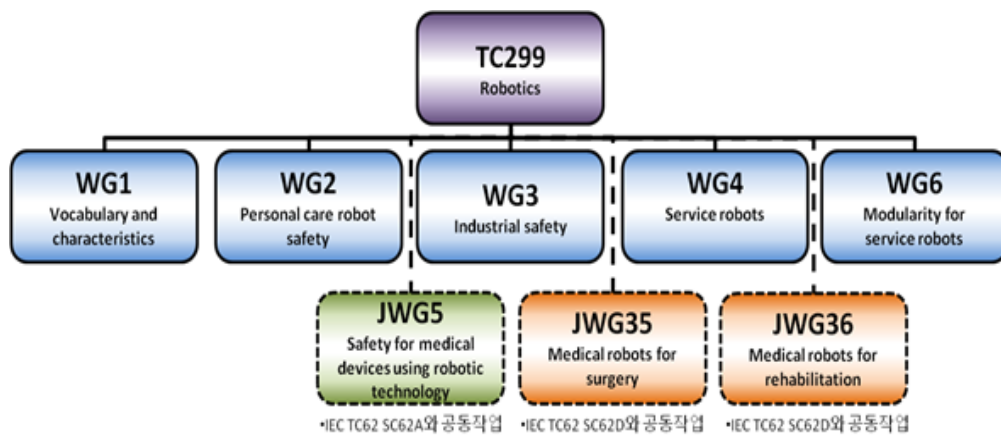 TC299
Robotics
WG1
Vocabulary and
characteristics
WG2
Personal care robot
safety
WG3
Industrial safety
WG4
Service robots
WG6
Modularity for
service robots
JWG5
Safety for medical
devices using robotic
technology
•IEC TC62 SC62A와 공동작업
JWG35
Medical robots for
surgery
•IEC TC62 SC62D와 공동작업
JWG36
Medical robots for
rehabilitation
•IEC TC62 SC62D와 공동작업